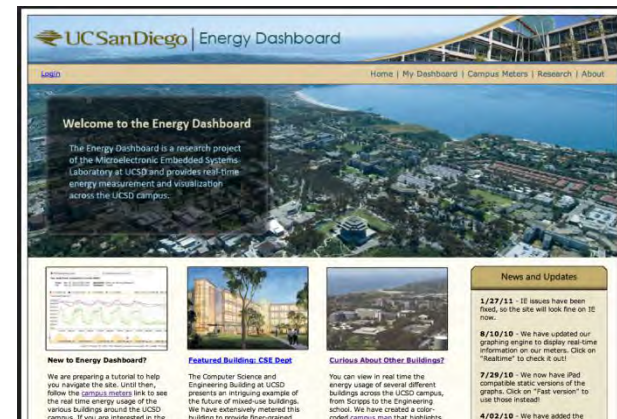 UC San Diego | Energy Dashboard
Login
Home | My Dashboard | Campus Meters | Research | About
Welcome to the Energy Dashboard
The Energy Dashboard is a research project
of the Microelectronic Embedded Systems
Laboratory at UCSD and provides real-time
energy measurement and visualization
across the UCSD campus.
New to Energy Dashboard?
We are preparing a tutorial to help
you navigate the site. Until then,
follow the campus meters link to see
the real time energy usage of the
various buildings around the UCSD
campus. If you are interested in the
Featured Building: CSE Dept
The Computer Science and
Engineering Building at UCSD
presents an intriguing example of
the future of mixed-use buildings.
We have extensively metered this
building to provide finer-grained
Curious About Other Buildings?
You can view in real time the
energy usage of several different
buildings across the UCSD campus,
from Scripps to the Engineering
school. We have created a color-
coded campus map that highlights
News and Updates
1/27/11 - IE issues have been
fixed, so the site will look fine on IE
now.
8/10/10 - We have updated our
graphing engine to display real-time
information on our meters. Click on
"Realtime" to check it out!
7/29/10 - We now have iPad
compatible static versions of the
graphs. Click on "Fast version" to
use those instead!
4/02/10 - We have added the